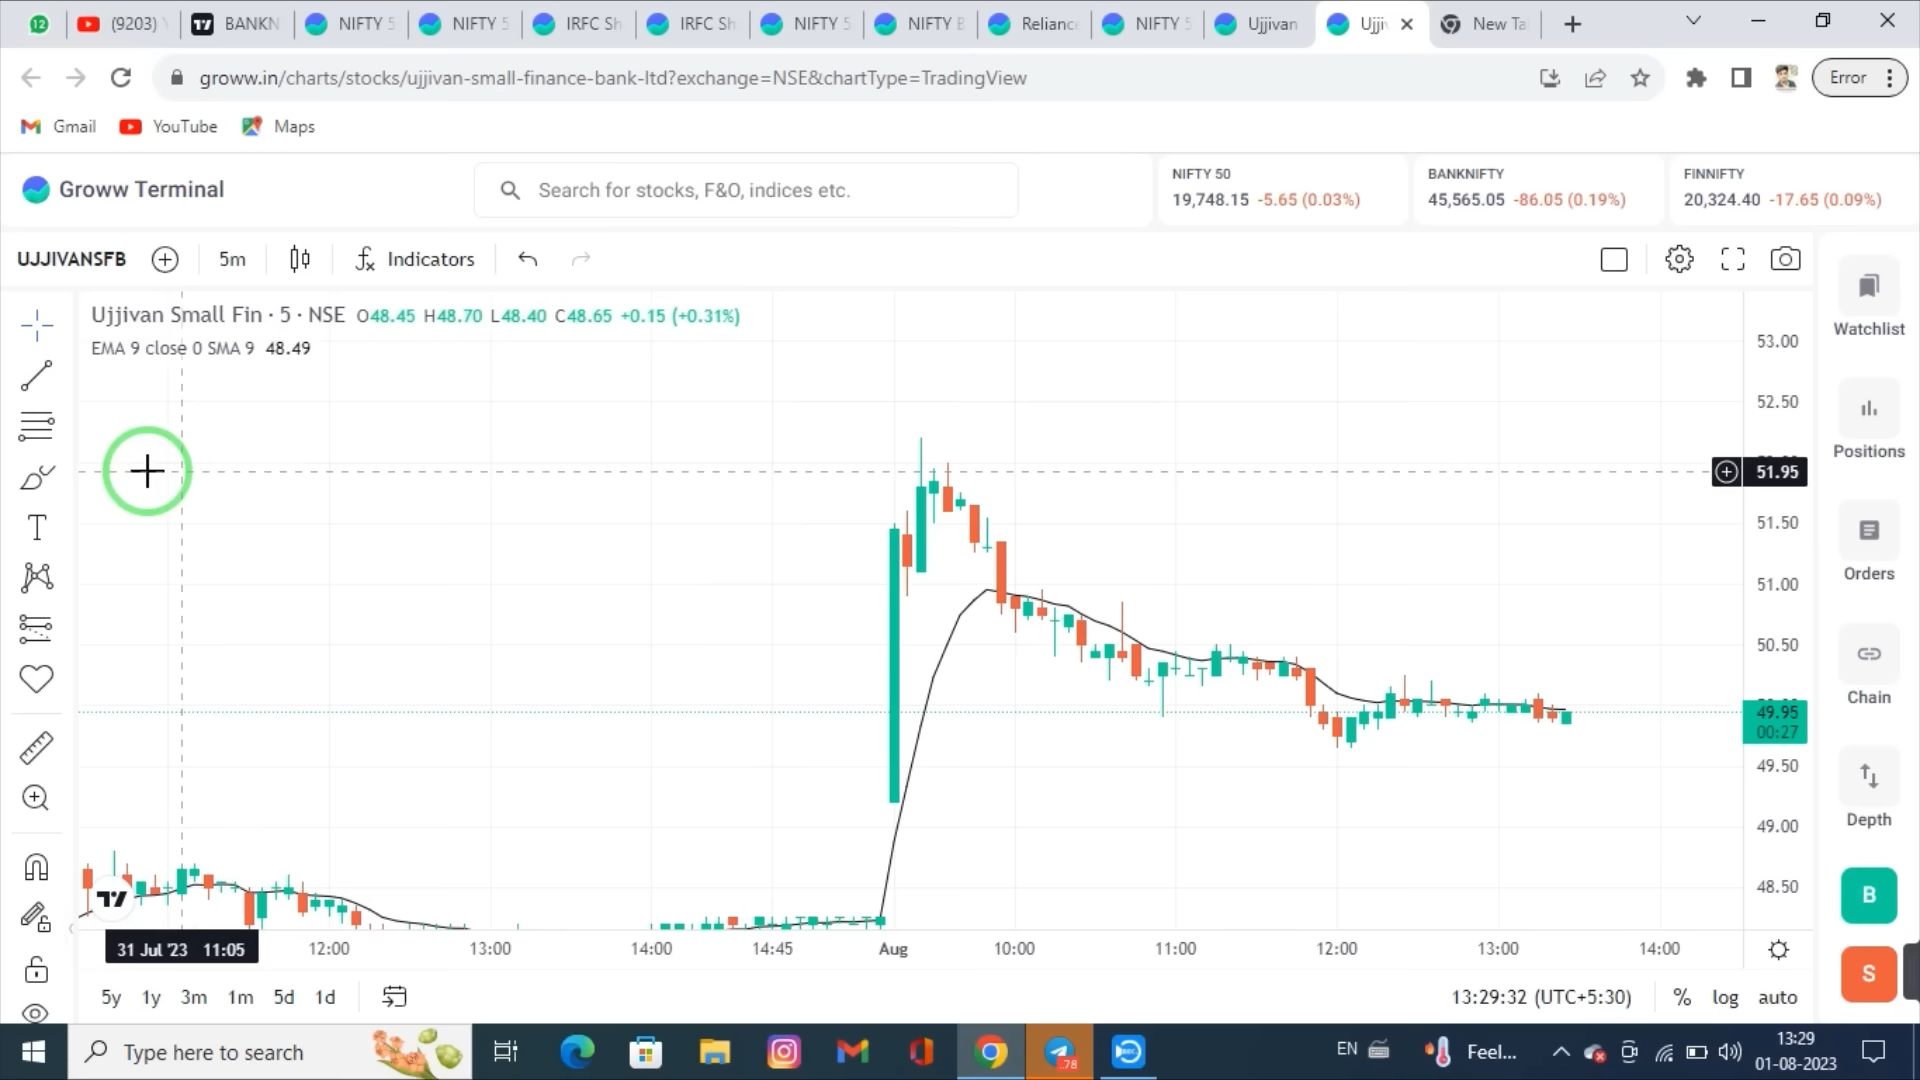 12
(9203) Y
BANKN
NIFTY 5
NIFTY 5
IRFC Sh
IRFC Sh
NIFTY 5
NIFTY B
Reliance
NIFTY 5
Ujjivan
Ujjiv
New Ta
groww.in/charts/stocks/ujjivan-small-finance-bank-ltd?exchange=NSE&chartType=TradingView
Error
Gmail
YouTube
Maps
Groww Terminal
Search for stocks, F&O, indices etc.
NIFTY 50
19,748.15 -5.65 (0.03%)
BANKNIFTY
45,565.05 -86.05 (0.19%)
FINNIFTY
20,324.40 -17.65 (0.09%)
UJJIVANSFB
5m
Indicators
Ujjivan Small Fin · 5 · NSE O48.45 H48.70 L48.40 C48.65 +0.15 (+0.31%)
EMA 9 close 0 SMA 9 48.49
53.00
52.50
51.95
51.50
51.00
50.50
49.95
00:27
49.50
49.00
48.50
Watchlist
Positions
Orders
Chain
Depth
B
S
31 Jul '23 11:05
12:00
13:00
14:00
14:45
Aug
10:00
11:00
12:00
13:00
14:00
5y 1y 3m 1m 5d 1d
13:29:32 (UTC+5:30)
% log auto
Type here to search
78
REC
EN
Feel...
13:29
01-08-2023